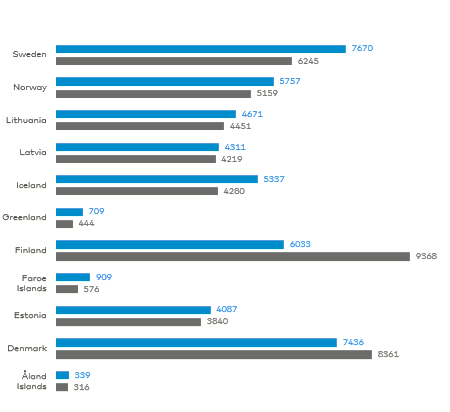 Sweden
7670
6245
Norway
5757
5159
Lithuania
4671
4451
Latvia
4311
4219
Iceland
5337
4280
Greenland
709
444
Finland
6033
9368
Faroe
Islands
909
576
Estonia
4087
3840
Denmark
7436
8361
Åland
Islands
339
316